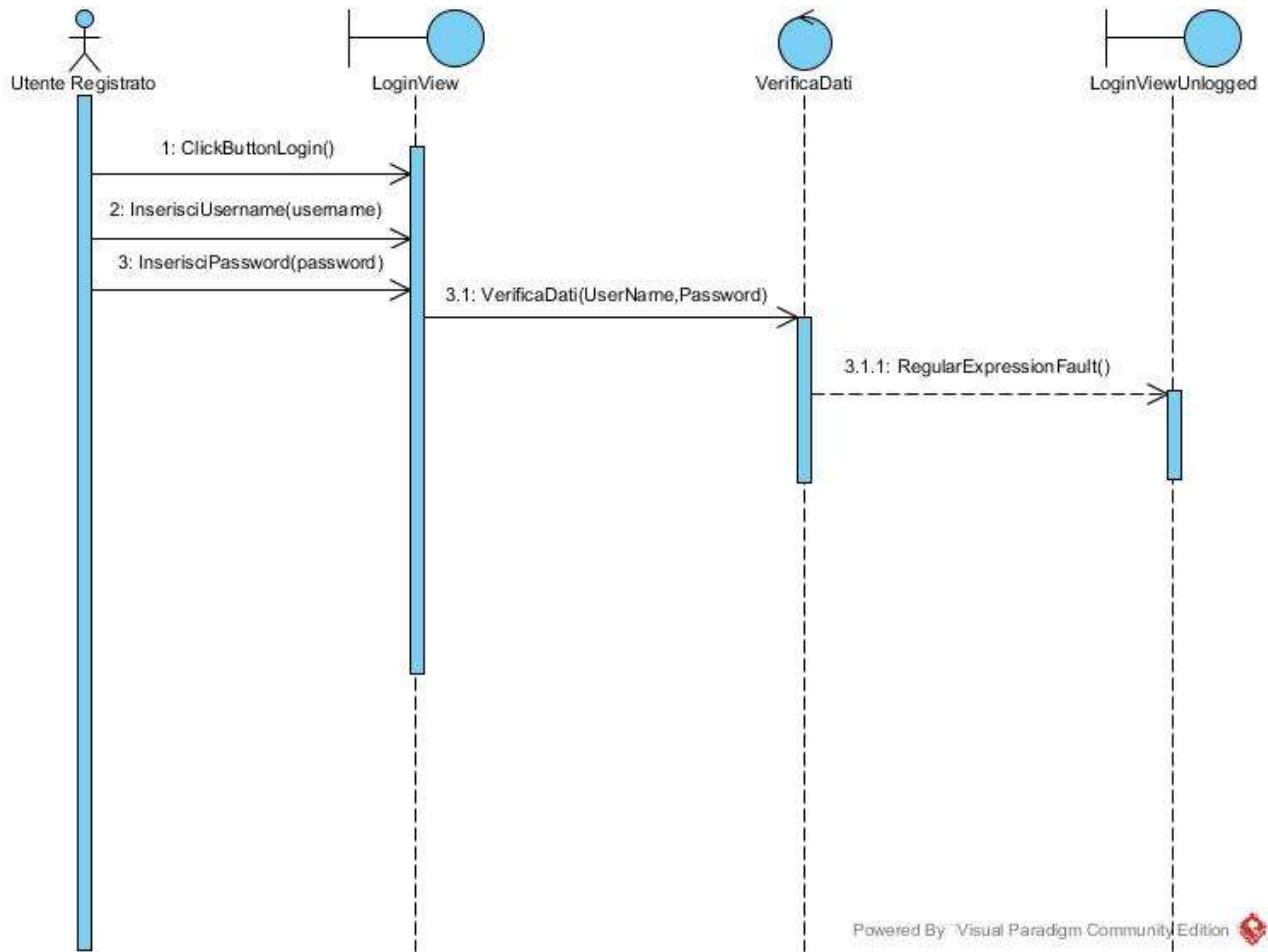 Utente Registrato
LoginView
VerificaDati
LoginViewUnlogged
1: ClickButtonLogin()
2: InserisciUsername(username)
3: InserisciPassword(password)
3.1: VerificaDati(UserName,Password)
3.1.1: RegularExpressionFault()
Powered By Visual Paradigm Community Edition